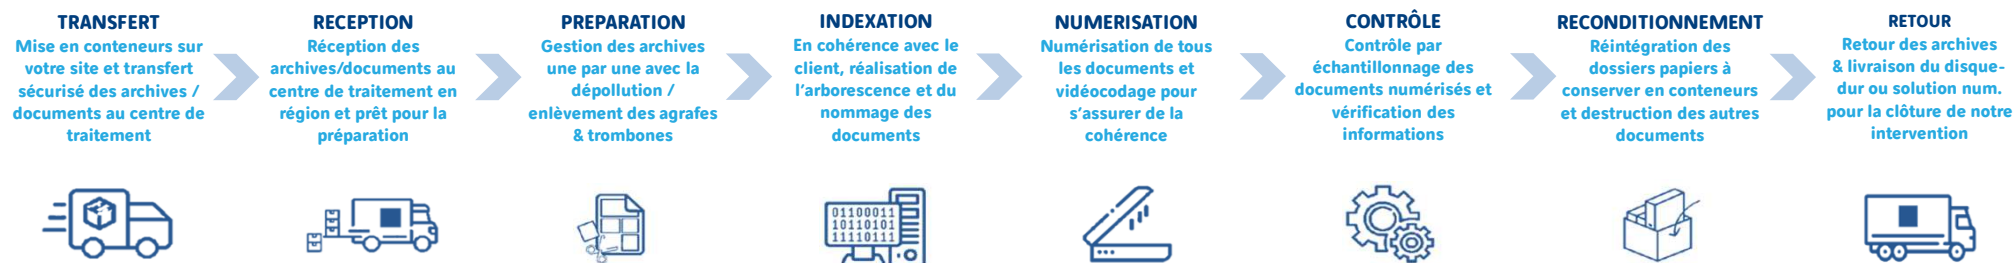 TRANSFERT
Mise en conteneurs sur
votre site et transfert
sécurisé des archives /
documents au centre de
traitement
RECEPTION
Réception des
archives/documents au
centre de traitement en
région et prêt pour la
préparation
PREPARATION
Gestion des archives
une par une avec la
dépollution /
enlèvement des agrafes
& trombones
INDEXATION
En cohérence avec le
client, réalisation de
l'arborescence et du
nommage des
documents
NUMERISATION
Numérisation de tous
les documents et
vidéocodage pour
s'assurer de la
cohérence
CONTRÔLE
Contrôle par
échantillonnage des
documents numérisés et
vérification des
informations
RECONDITIONNEMENT
Réintégration des
dossiers papiers à
conserver en conteneurs
et destruction des autres
documents
RETOUR
Retour des archives
& livraison du disque-
dur ou solution num.
pour la clôture de notre
intervention
01100011
10110101
11110111